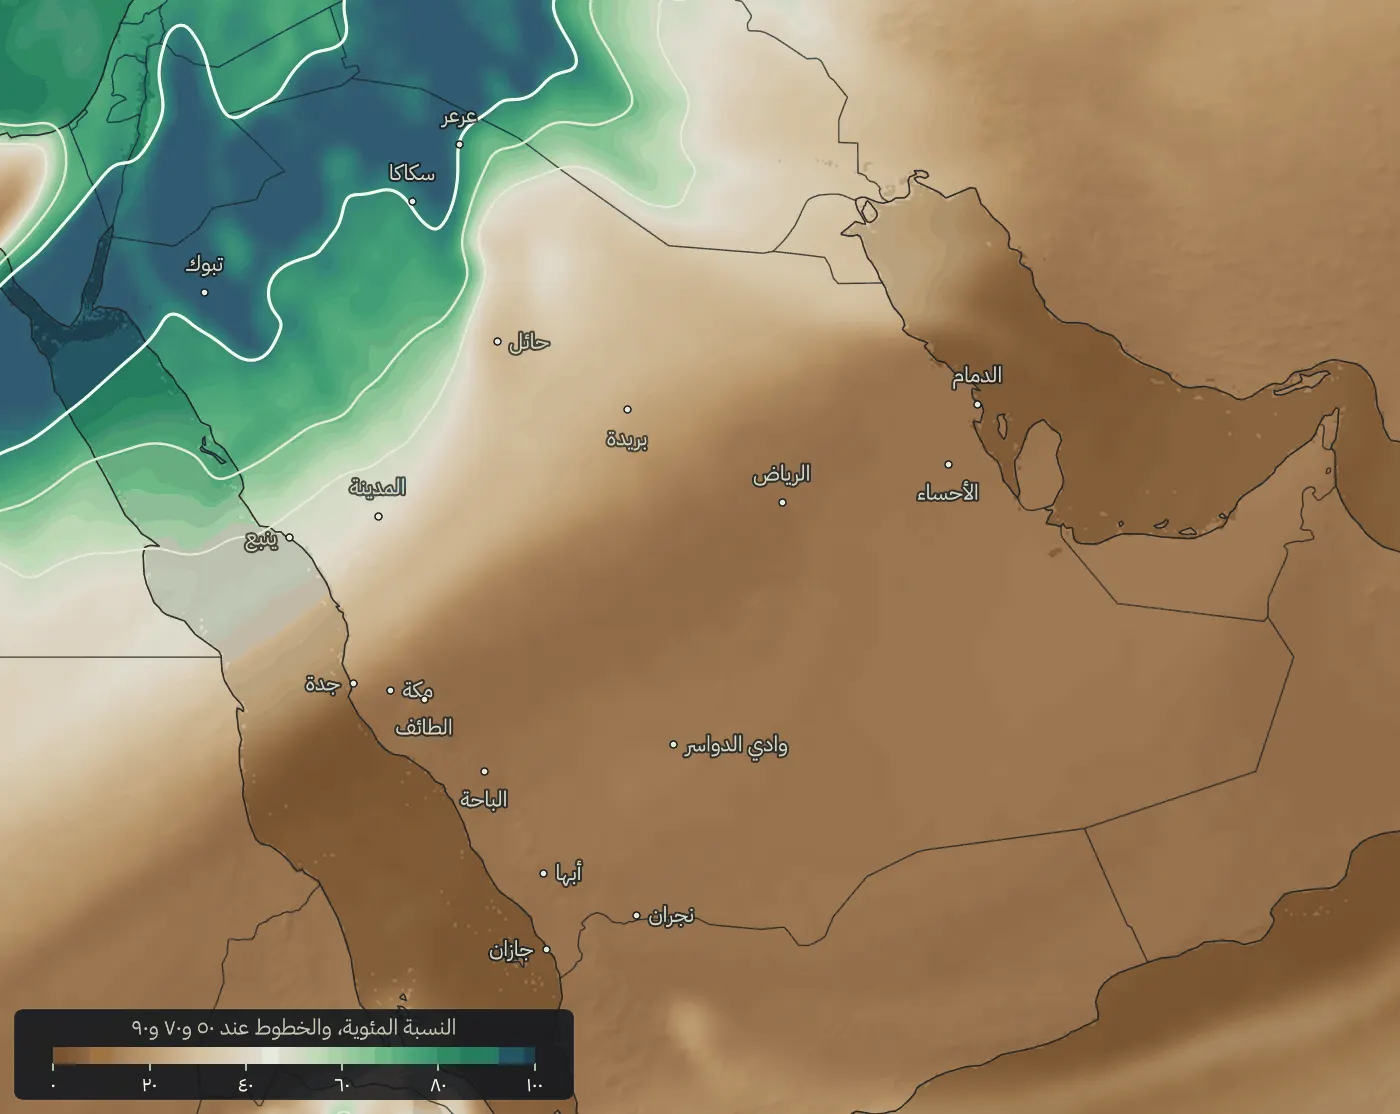 عرعر
سكاكا
تبوك
حائل
الدمام
بريدة
الرياض
الأحساء
المدينة
ينبع
جدة
مكة
الطائف
وادي الدواسر
الباحة
أبها
نجران
جازان
النسبة المئوية، والخطوط عند ٥٠ و٧٠ و٩٠
٠ ٢٠ ٤٠ ٦٠ ٨٠ ١٠٠